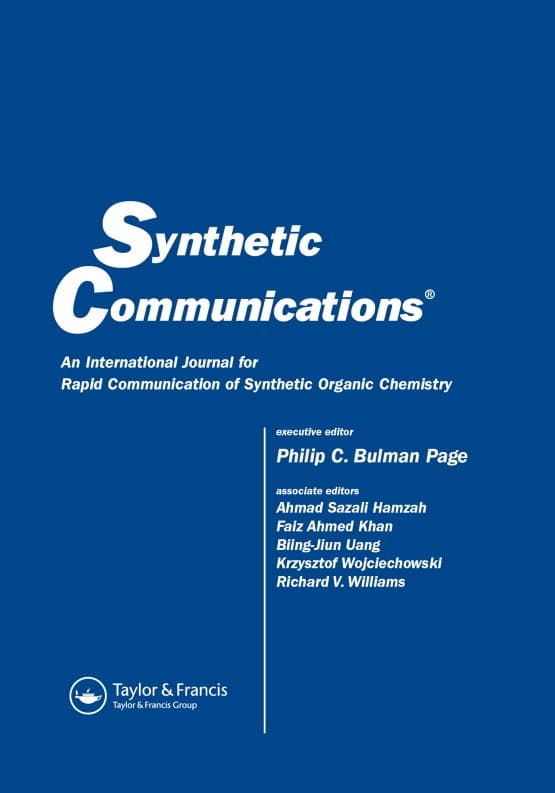 Synthetic
Communications®
An International Journal for
Rapid Communication of Synthetic Organic Chemistry
executive editor
Philip C. Bulman Page
associate editors
Ahmad Sazali Hamzah
Faiz Ahmed Khan
Biing-Jiun Uang
Krzysztof Wojciechowski
Richard V. Williams
Taylor & Francis
Taylor & Francis Group